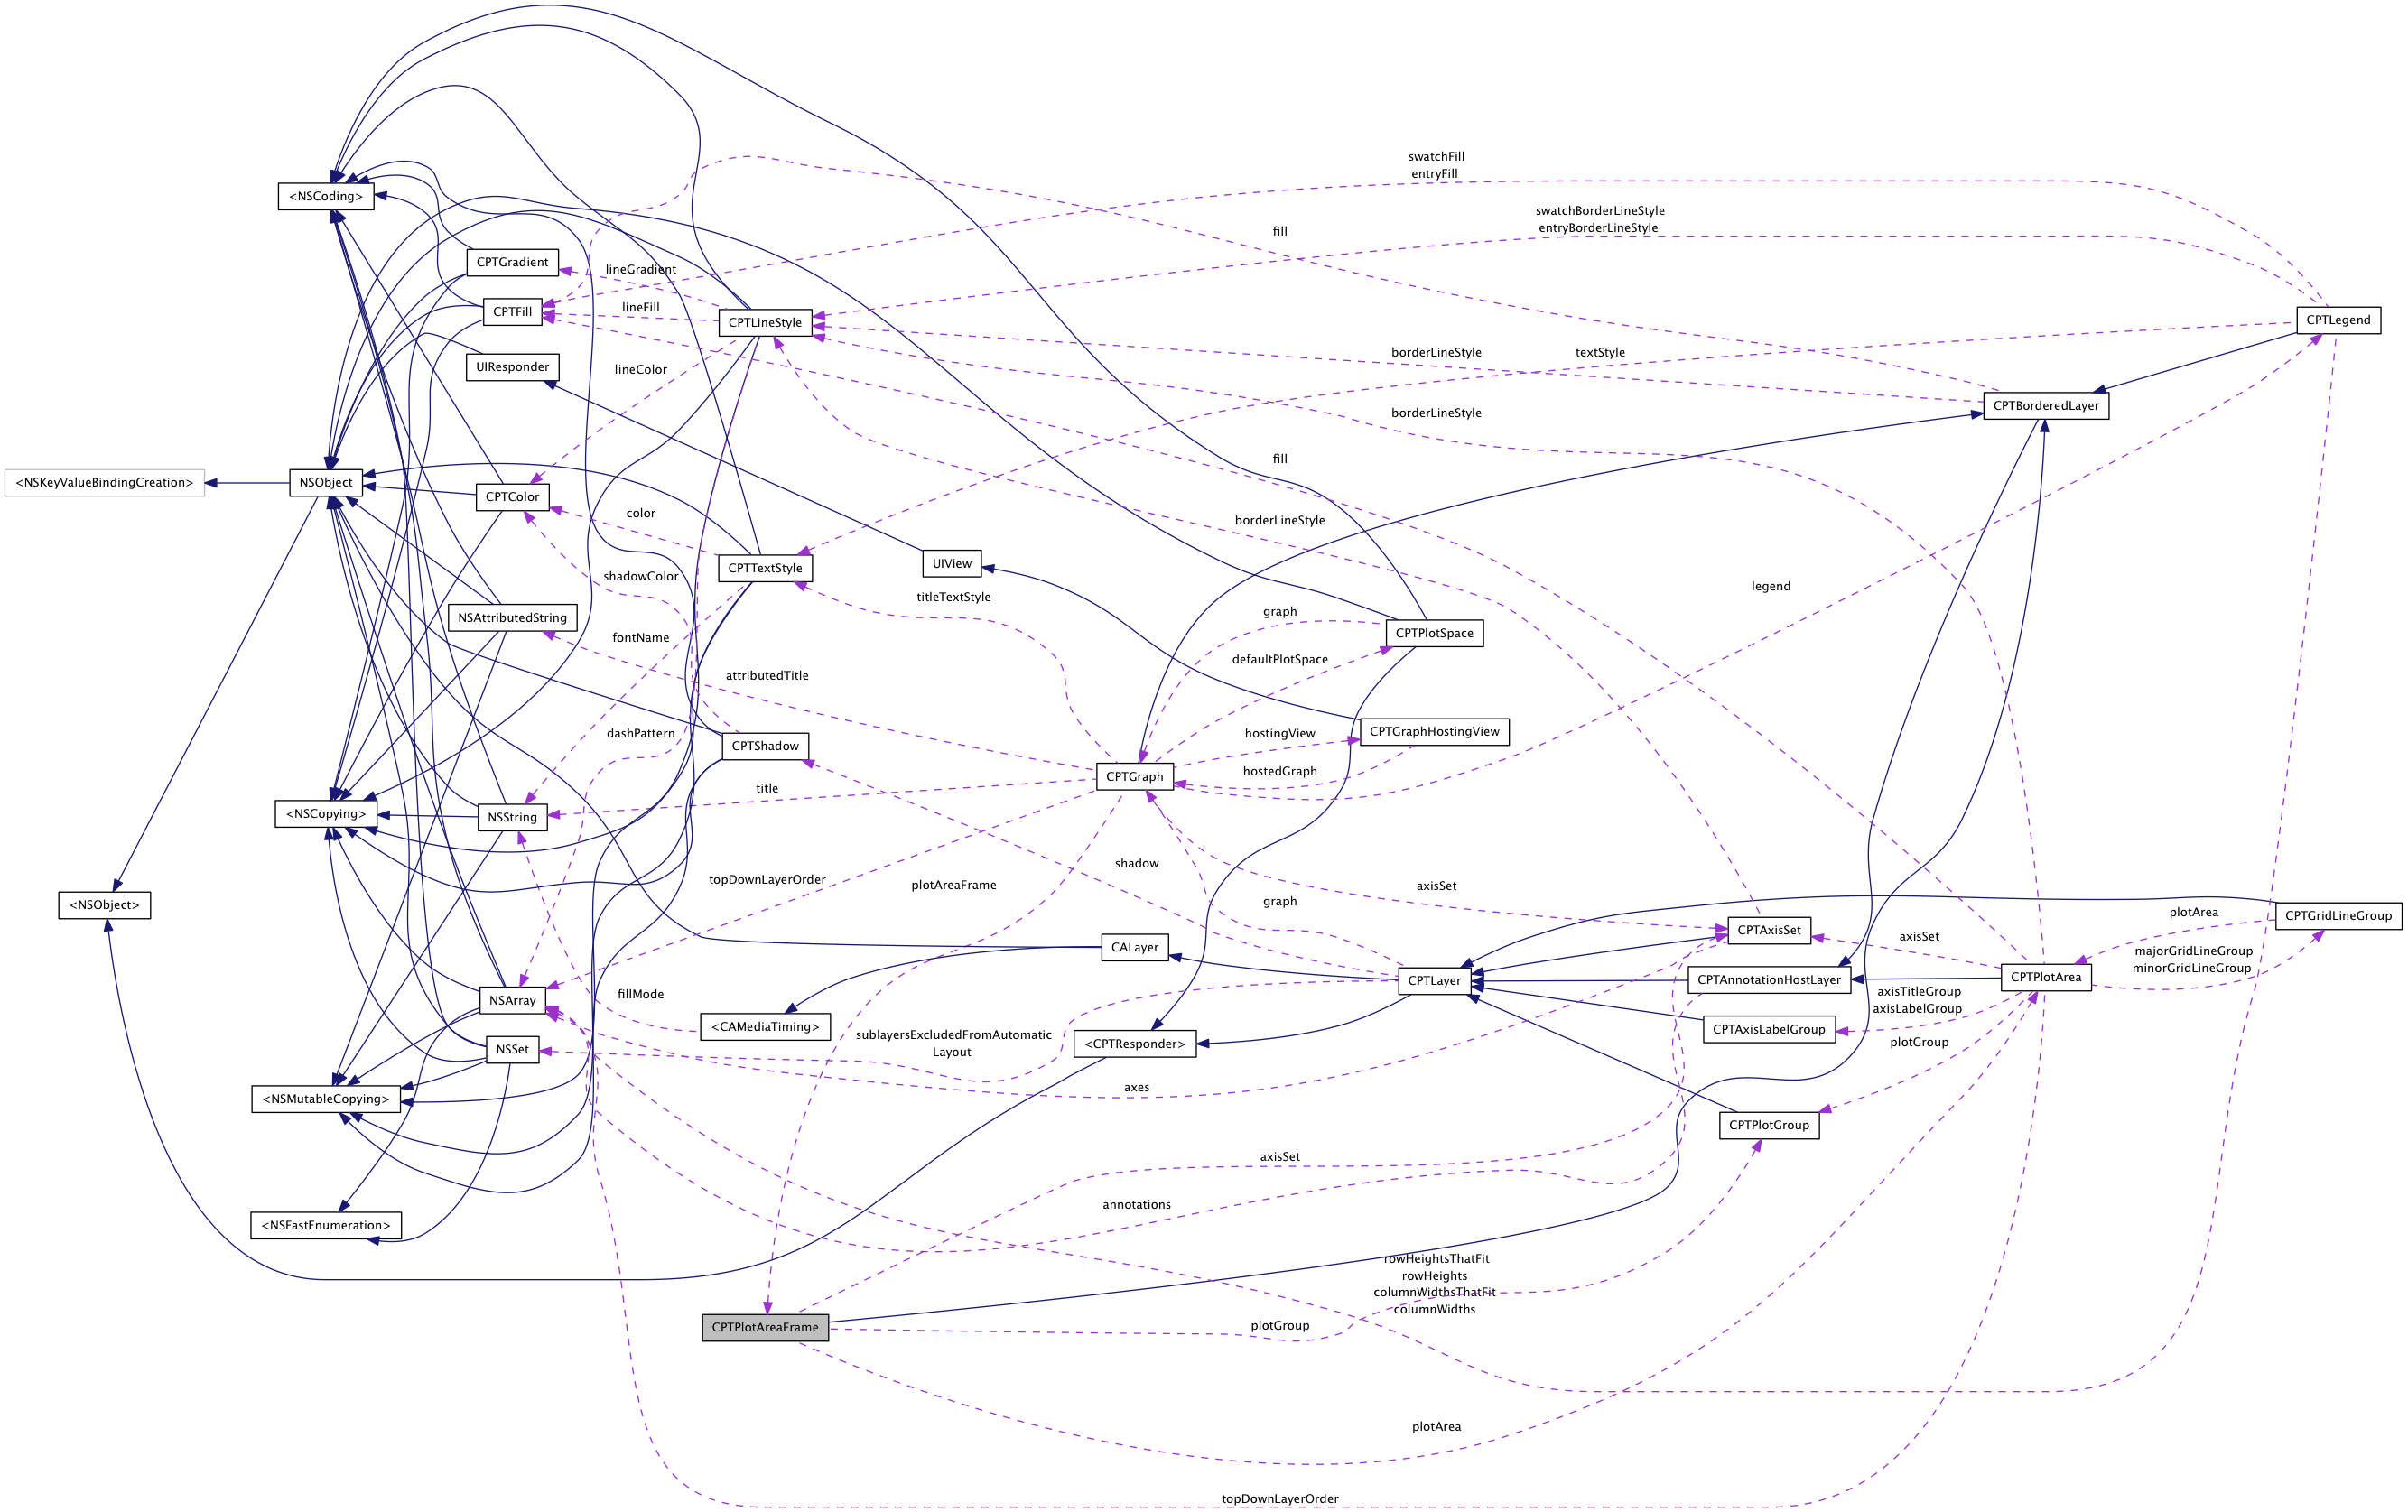 swatchFill
entryFill
<NSCoding>
swatchBorderLineStyle
entryBorderLineStyle
fill
CPTGradient
lineGradient
CPTFill
lineFill
CPTLineStyle
CPTLegend
borderLineStyle
textStyle
UIResponder
lineColor
CPTBorderedLayer
borderLineStyle
fill
<NSKeyValueBindingCreation>
NSObject
CPTColor
color
borderLineStyle
UIView
CPTTextStyle
shadowColor
titleTextStyle
legend
NSAttributedString
fontName
graph
CPTPlotSpace
defaultPlotSpace
attributedTitle
dashPattern
CPTShadow
hostingView
CPTGraphHostingView
hostedGraph
CPTGraph
title
<NSCopying>
NSString
shadow
topDownLayerOrder
plotAreaFrame
axisSet
<NSObject>
graph
plotArea
CPTGridLineGroup
CALayer
CPTAxisSet
axisSet
majorGridLineGroup
minorGridLineGroup
CPTLayer
CPTAnnotationHostLayer
CPTPlotArea
fillMode
NSArray
axisTitleGroup
axisLabelGroup
<CAMediaTiming>
CPTAxisLabelGroup
sublayersExcludedFromAutomatic
Layout
<CPTResponder>
plotGroup
NSSet
axes
<NSMutableCopying>
CPTPlotGroup
axisSet
annotations
<NSFastEnumeration>
rowHeightsThatFit
rowHeights
columnWidthsThatFit
columnWidths
CPTPlotAreaFrame
plotGroup
plotArea
topDownLayerOrder